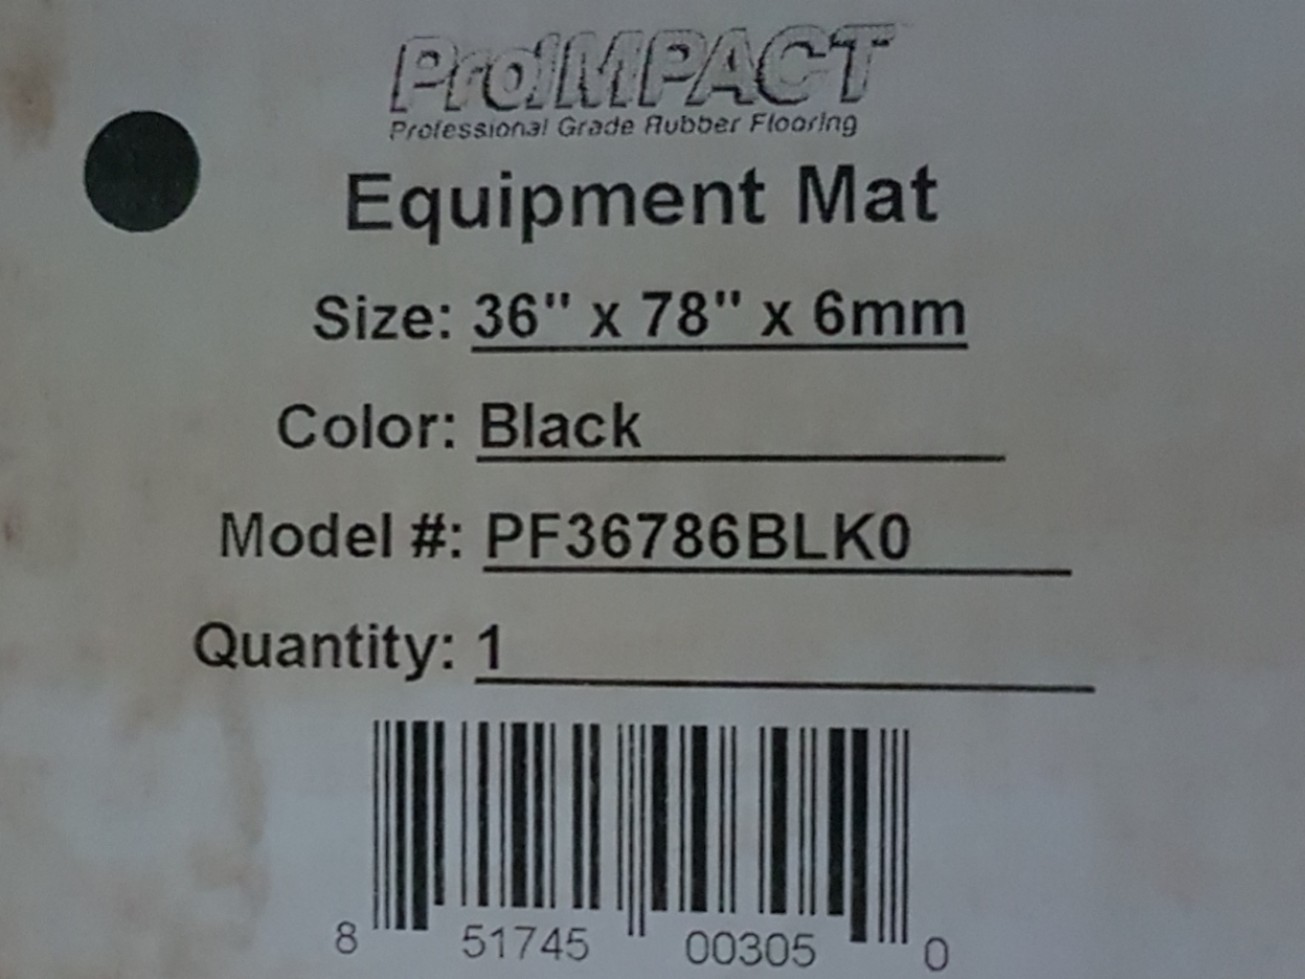 ProIMPACT
Professional Grade Rubber Flooring
Equipment Mat
Size: 36" x 78" x 6mm
Color: Black
Model #: PF36786BLK0
Quantity: 1
8 51745 00305 0